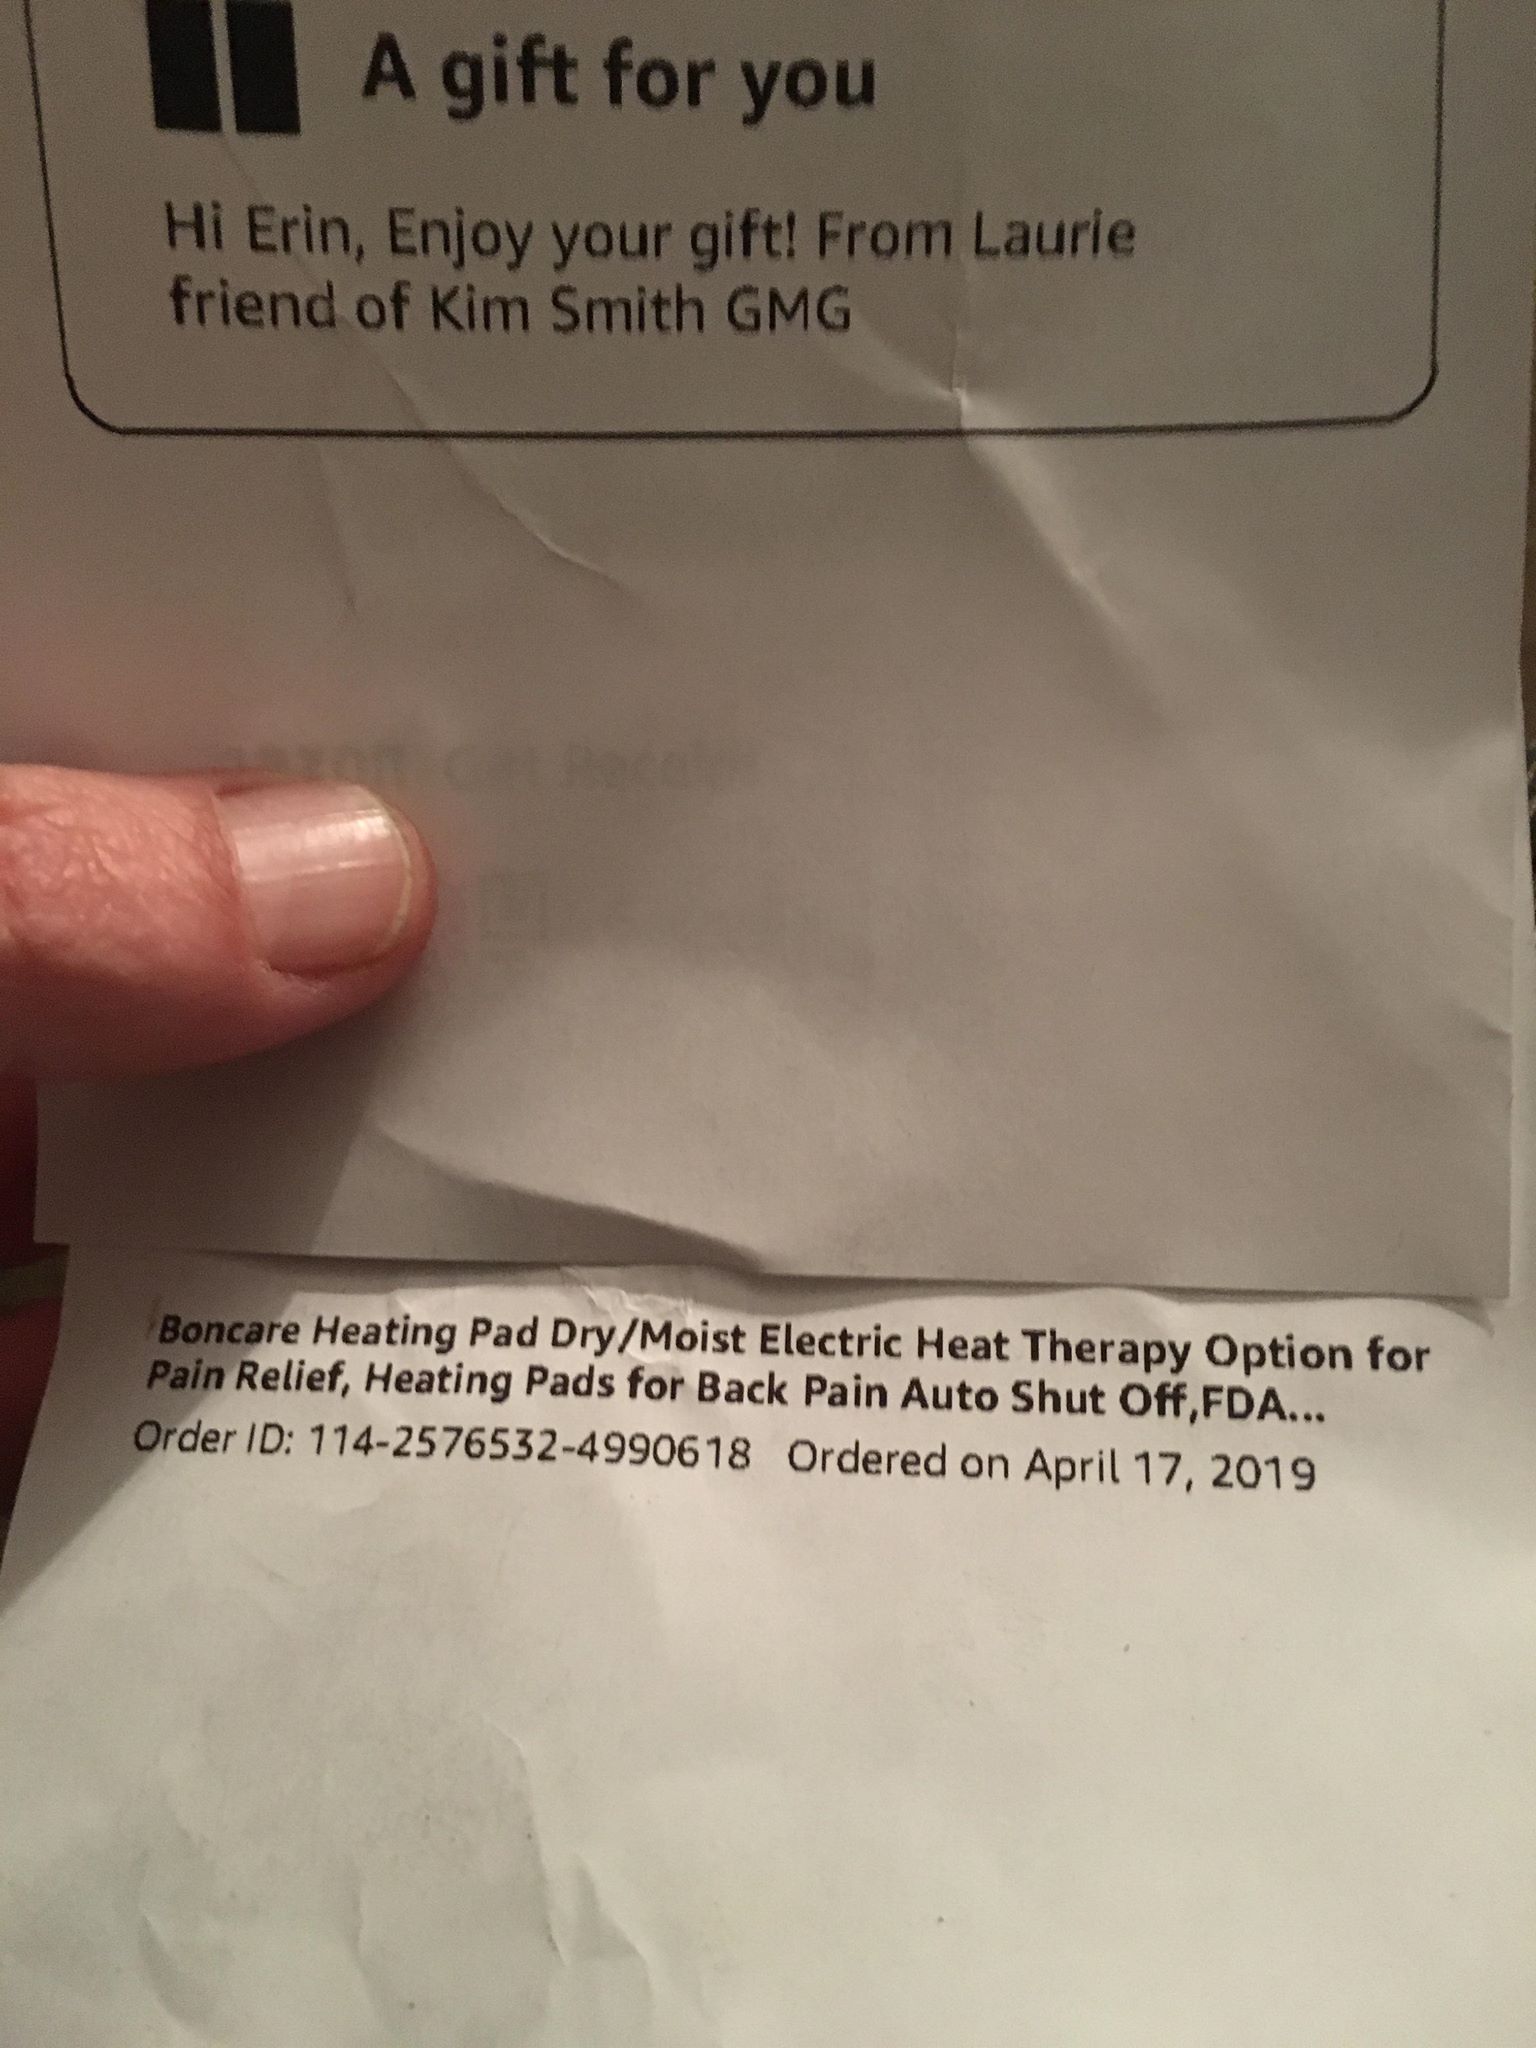 A gift for you
Hi Erin, Enjoy your gift! From Laurie
friend of Kim Smith GMG
Boncare Heating Pad Dry/Moist Electric Heat Therapy Option for
Pain Relief, Heating Pads for Back Pain Auto Shut Off,FDA...
Order ID: 114-2576532-4990618 Ordered on April 17, 2019